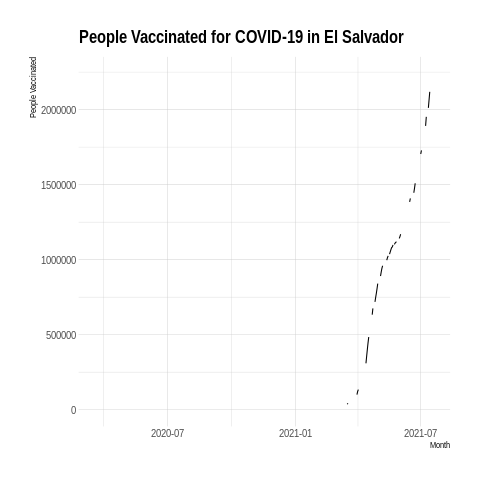 People Vaccinated for COVID-19 in El Salvador
People Vaccinated
2000000
1500000
1000000
500000
0
2020-07
2021-01
2021-07
Month